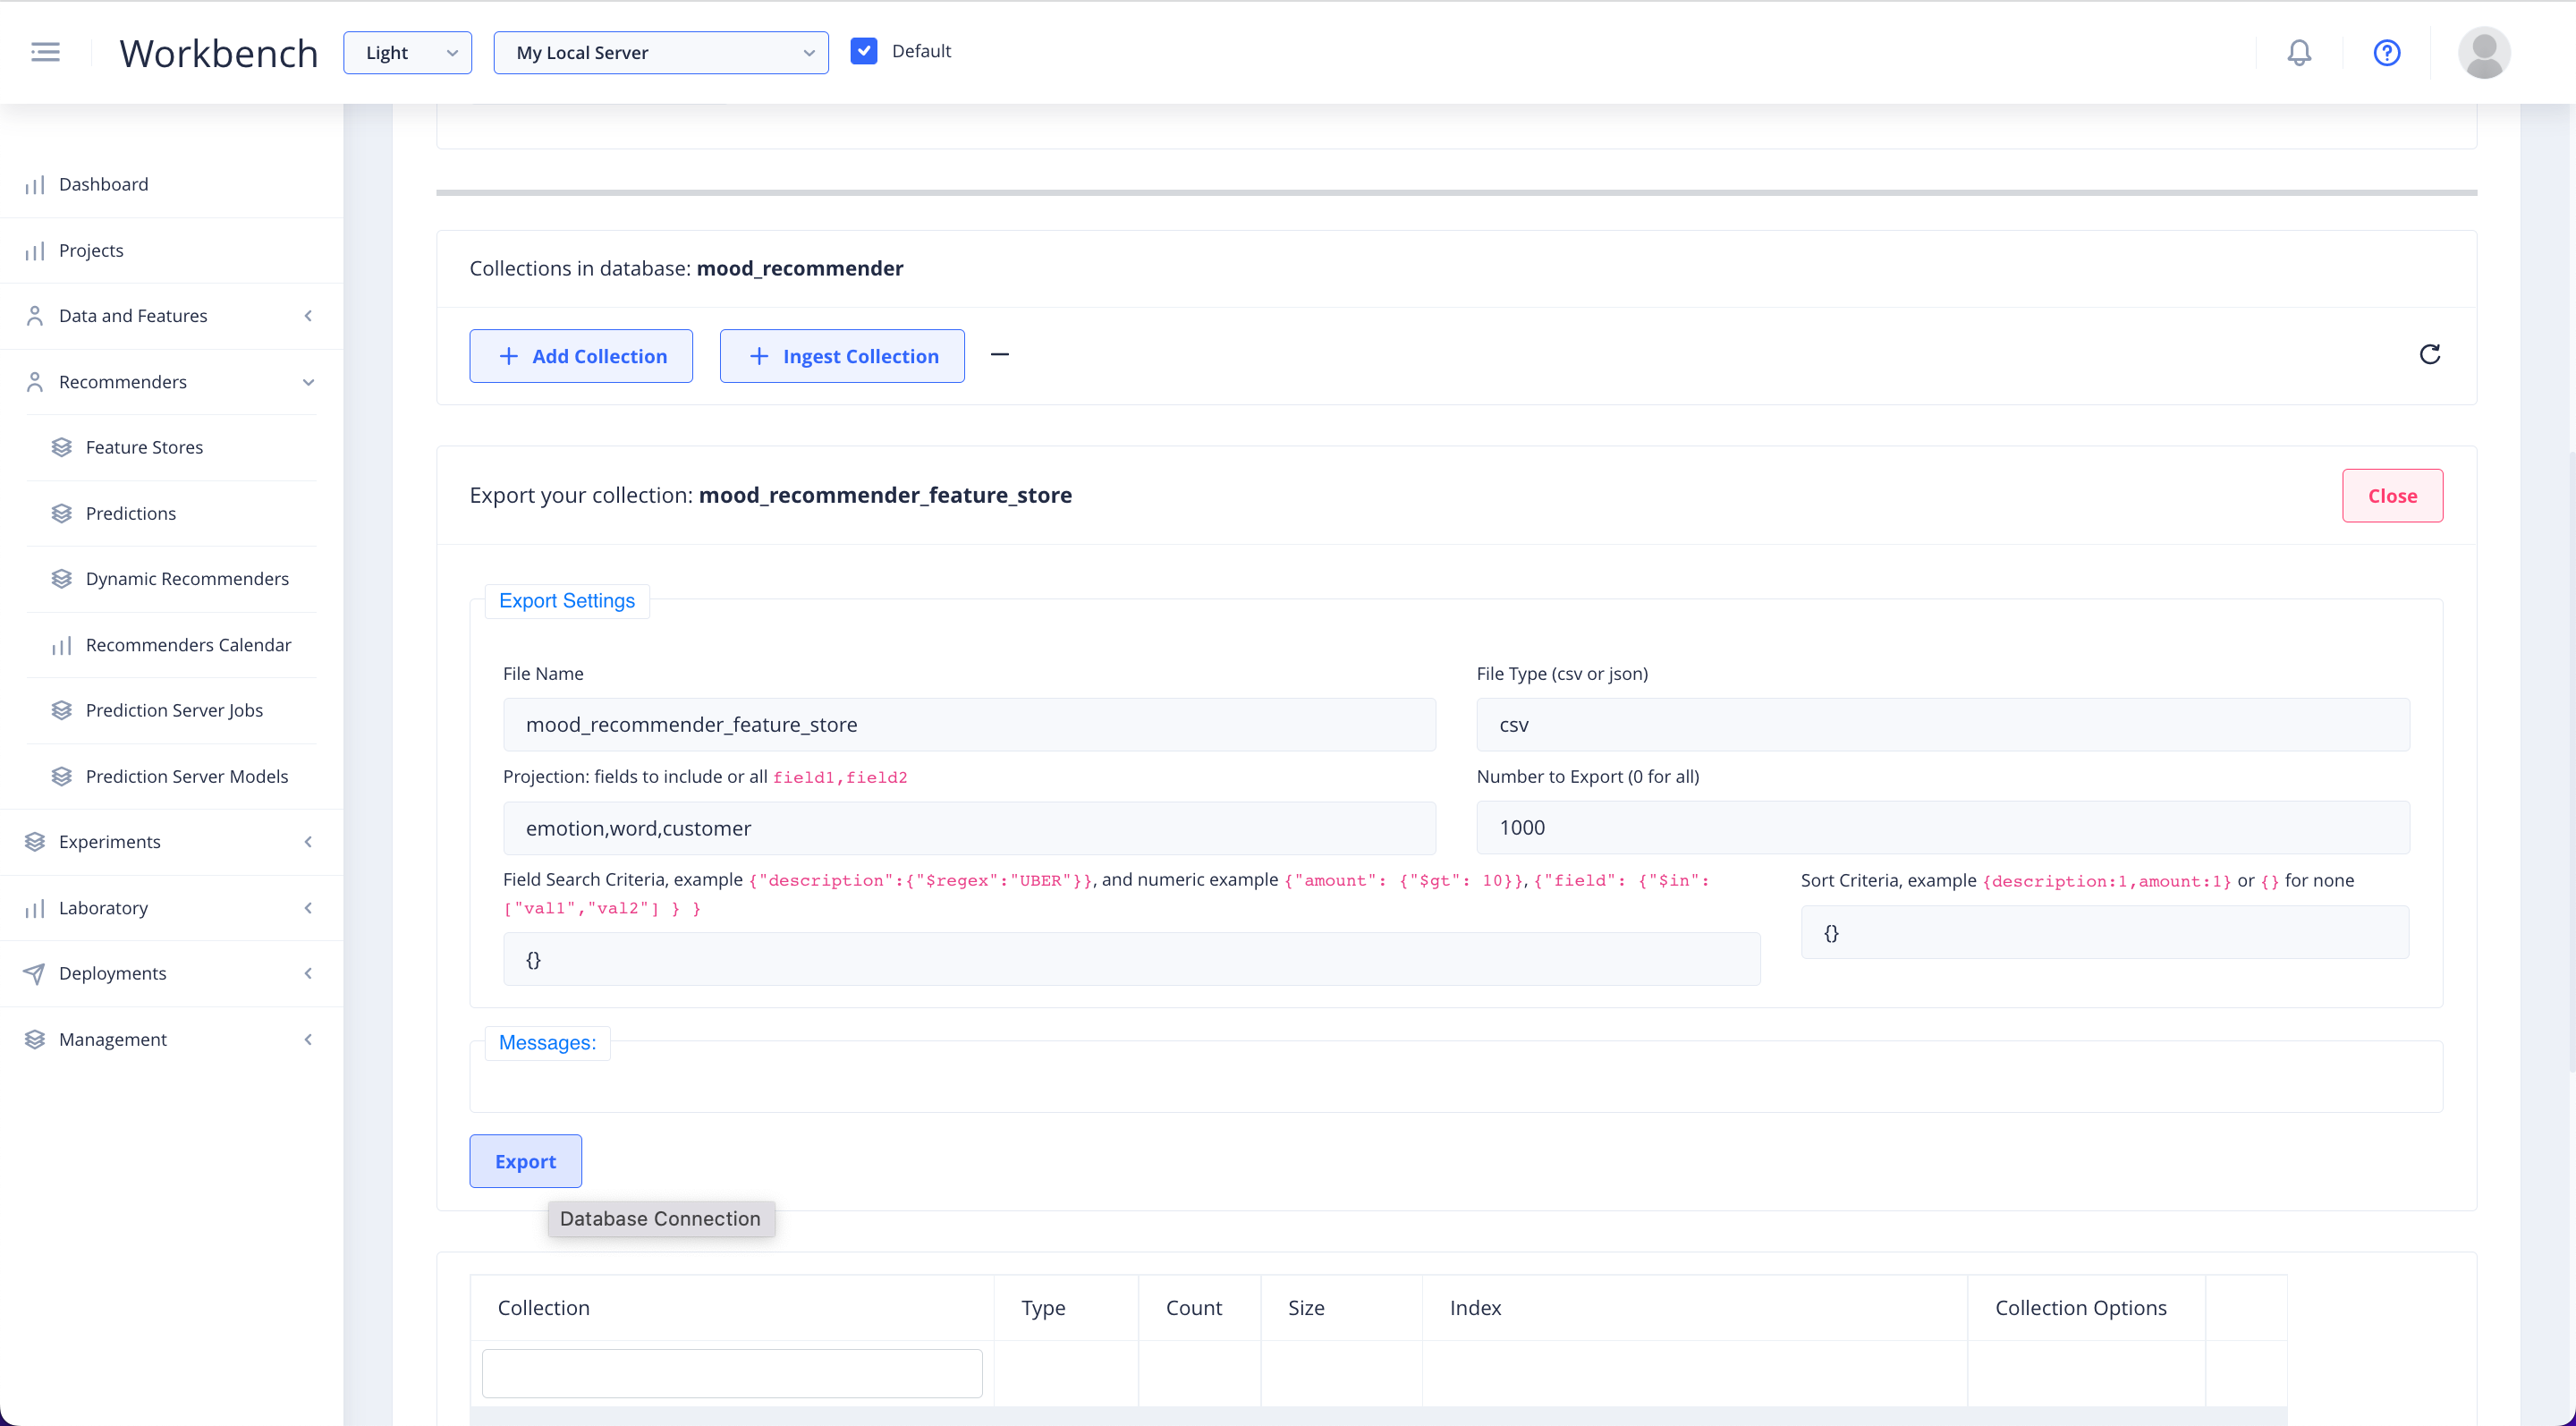 Workbench
Light
My Local Server
Default
Dashboard
Projects
Data and Features
Recommenders
Feature Stores
Predictions
Dynamic Recommenders
Recommenders Calendar
Prediction Server Jobs
Prediction Server Models
Experiments
Laboratory
Deployments
Management
Collections in database: mood_recommender
Add Collection
Ingest Collection
Export your collection: mood_recommender_feature_store
Close
Export Settings
File Name
File Type (csv or json)
mood_recommender_feature_store
csv
Projection: fields to include or all field1,field2
Number to Export (0 for all)
emotion,word,customer
1000
Field Search Criteria, example {"description":{"$regex":"UBER"}}, and numeric example {"amount": {"$gt": 10}}, {"field": {"$in":
["val1","val2"] } }
Sort Criteria, example {description:1,amount:1} or {} for none
{}
{}
Messages:
Export
Database Connection
Collection
Type
Count
Size
Index
Collection Options